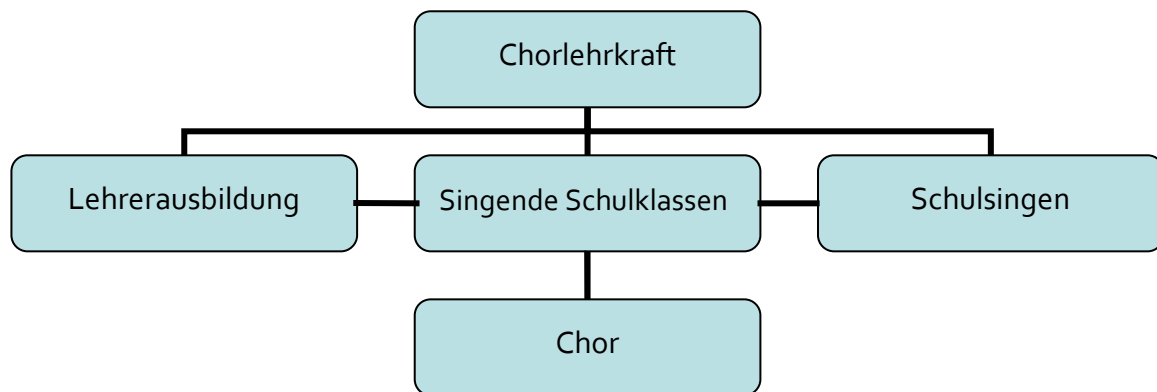 Chorlehrkraft
Lehrerausbildung
Singende Schulklassen
Schulsingen
Chor